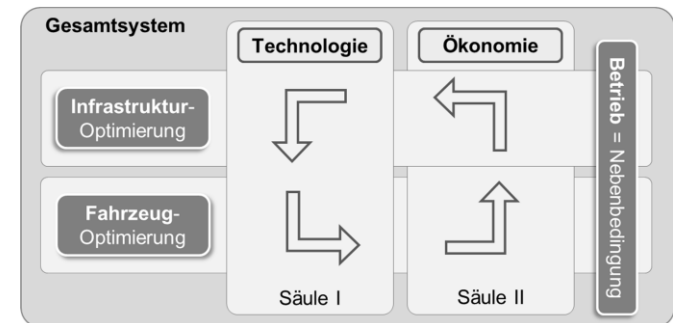 Gesamtsystem
Technologie
Ökonomie
Infrastruktur-
Optimierung
Fahrzeug-
Optimierung
Säule I
Säule II
Betrieb = Nebenbedingung